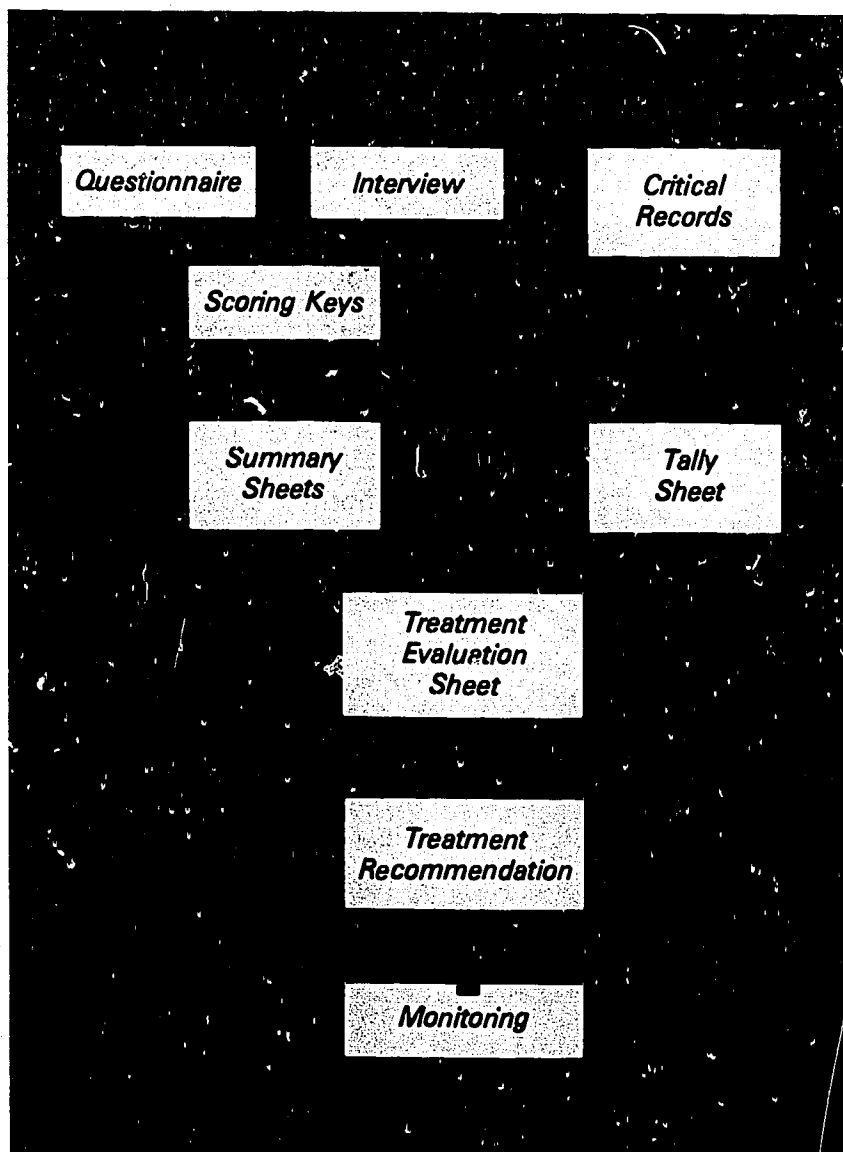 Questionnaire
Interview
Critical
Records
Scoring Keys
Summary
Sheets
Tally
Sheet
Treatment
Evaluation
Sheet
Treatment
Recommendation
Monitoring